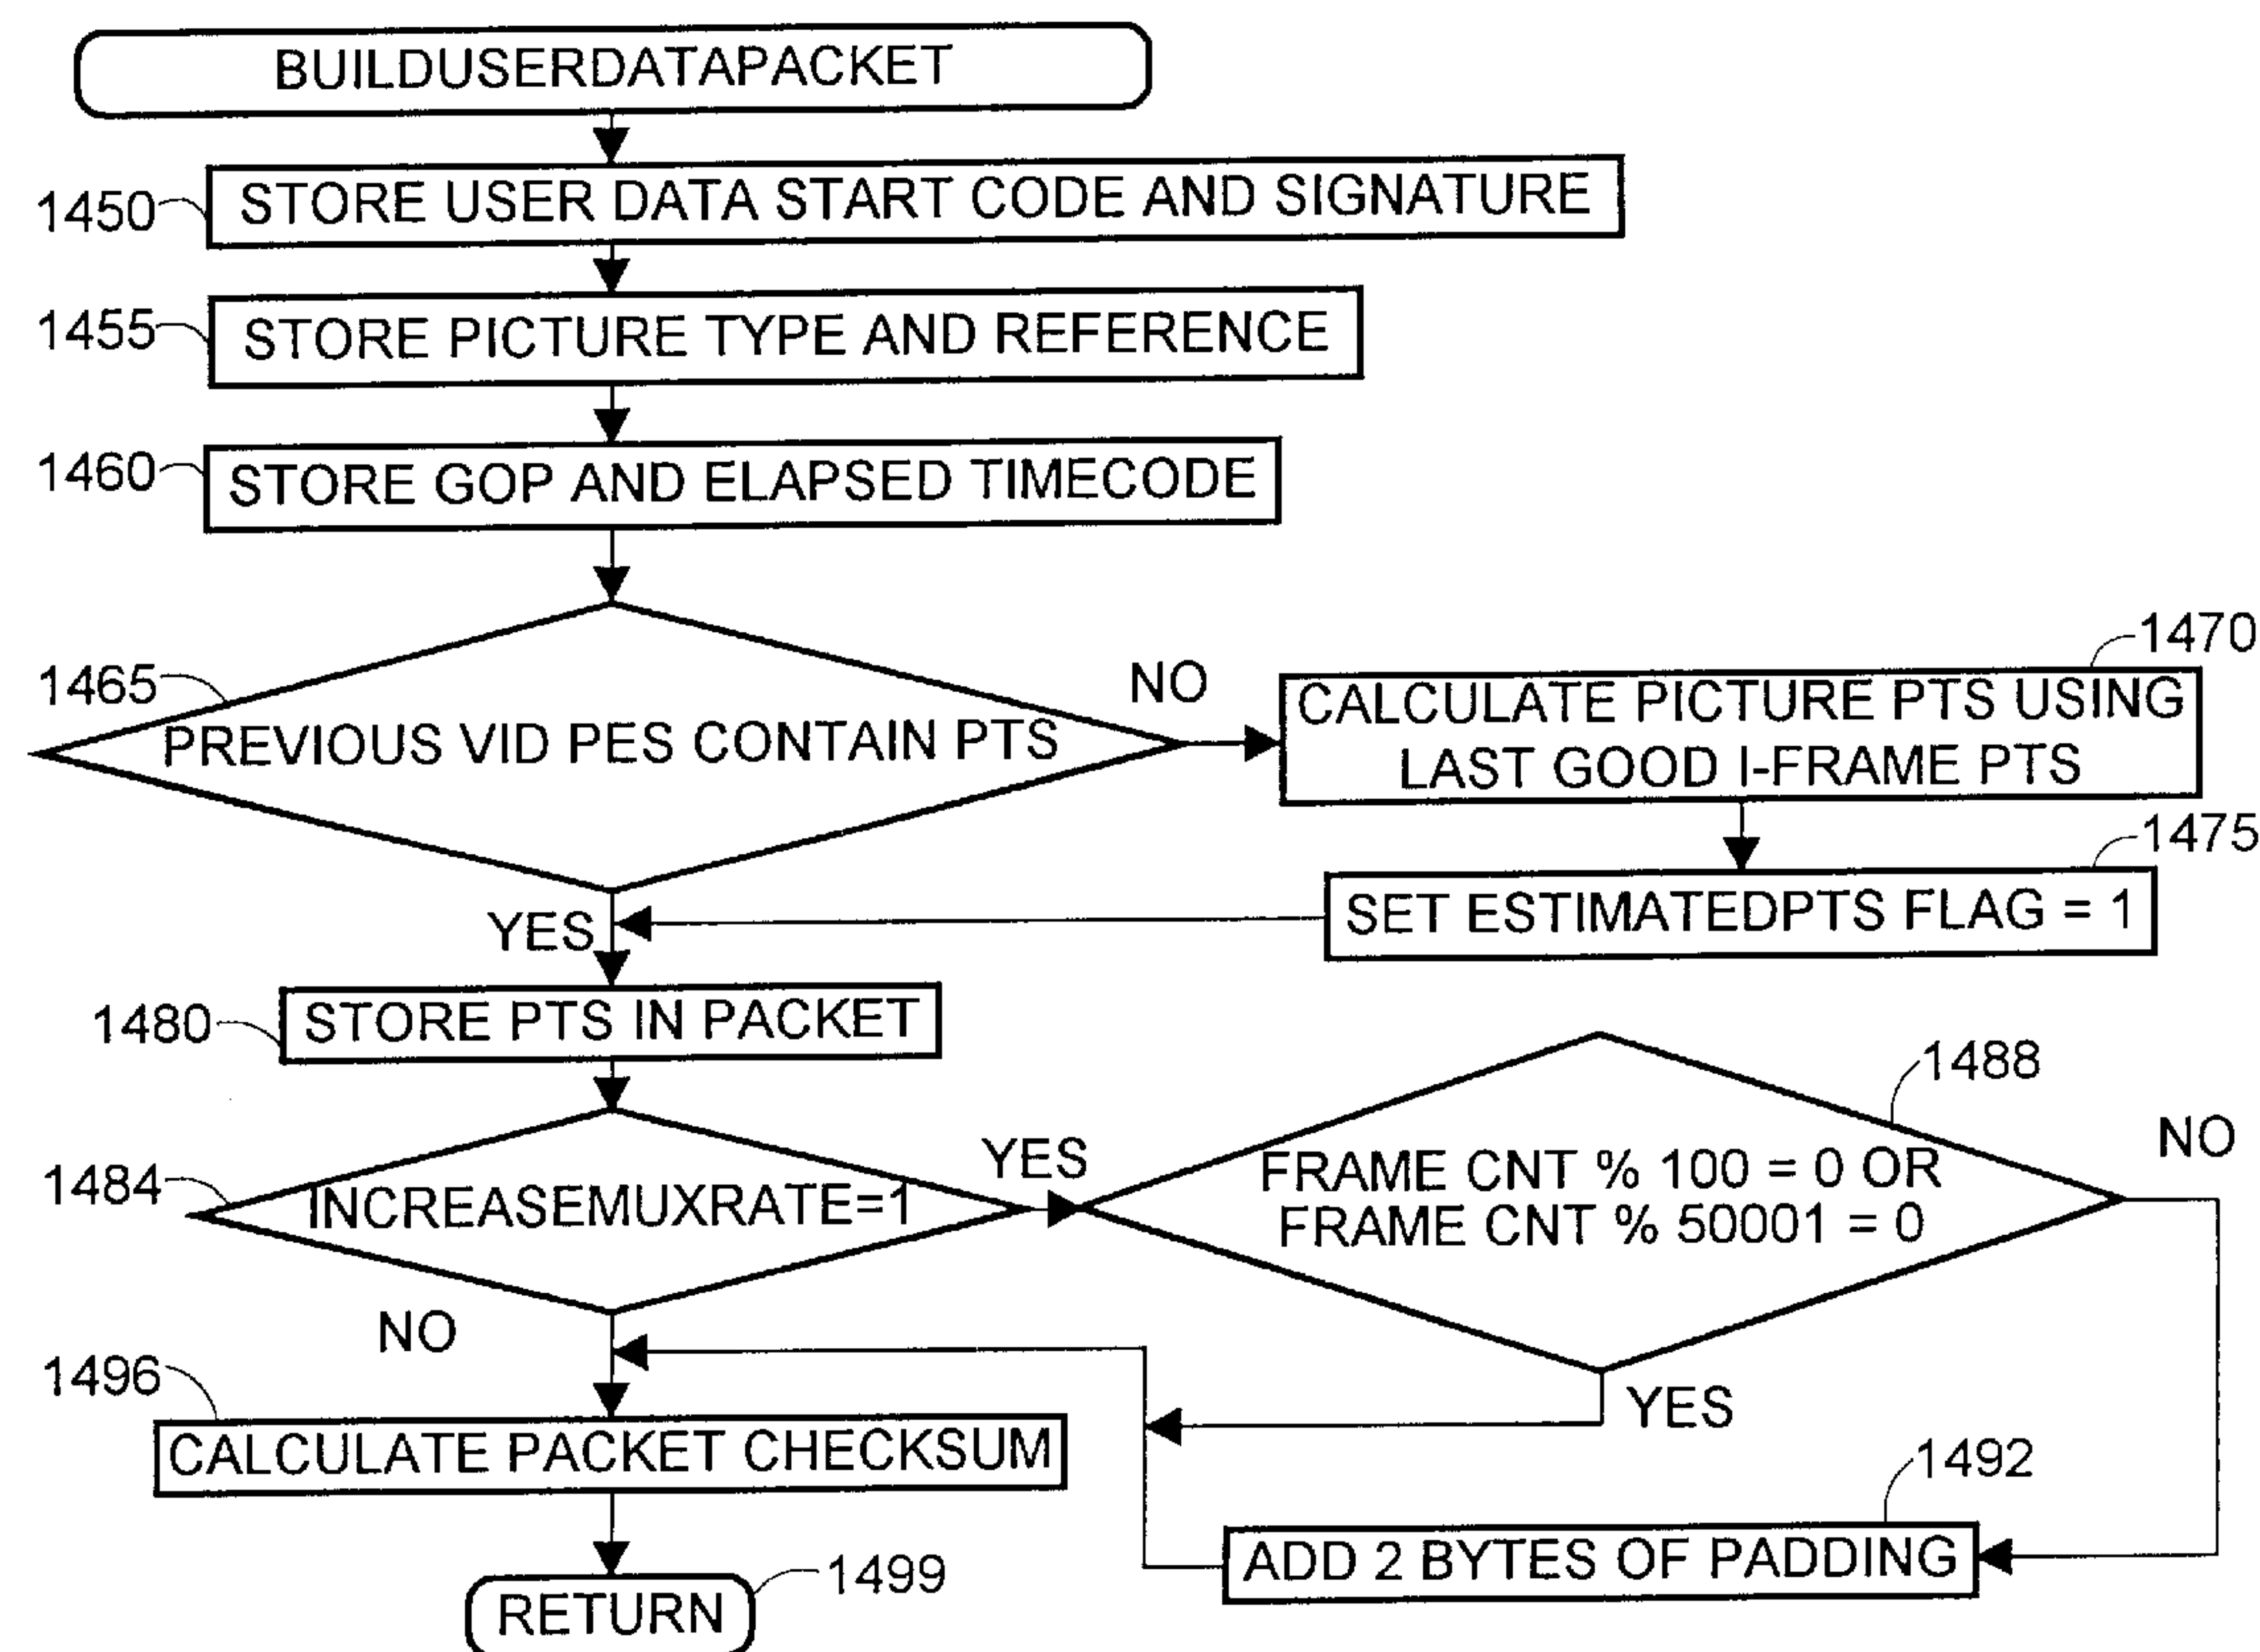 BUILDUSERDATAPACKET
1450
STORE USER DATA START CODE AND SIGNATURE
1455
STORE PICTURE TYPE AND REFERENCE
1460
STORE GOP AND ELAPSED TIMECODE
1465
PREVIOUS VID PES CONTAIN PTS
NO
1470
CALCULATE PICTURE PTS USING
LAST GOOD I-FRAME PTS
1475
SET ESTIMATEDPTS FLAG = 1
YES
1480
STORE PTS IN PACKET
1484
INCREASEMUXRATE=1
YES
1488
FRAME CNT % 100 = 0 OR
FRAME CNT % 50001 = 0
NO
NO
YES
1492
ADD 2 BYTES OF PADDING
1496
CALCULATE PACKET CHECKSUM
RETURN
1499